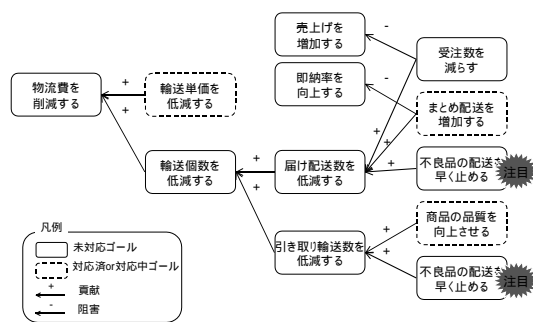 売上げを
増加する
受注数を
減らす
物流費を
削減する
輸送単価を
低減する
即納率を
向上する
まとめ配送を
増加する
輸送個数を
低減する
届け配送数を
低減する
不良品の配送を
早く止める
注目
引き取り輸送数を
低減する
商品の品質を
向上させる
不良品の配送を
早く止める
注目
凡例
未対応ゴール
対応済or対応中ゴール
+ 貢献
- 阻害
+
+
+
+
-
-
+
+
+
+
+